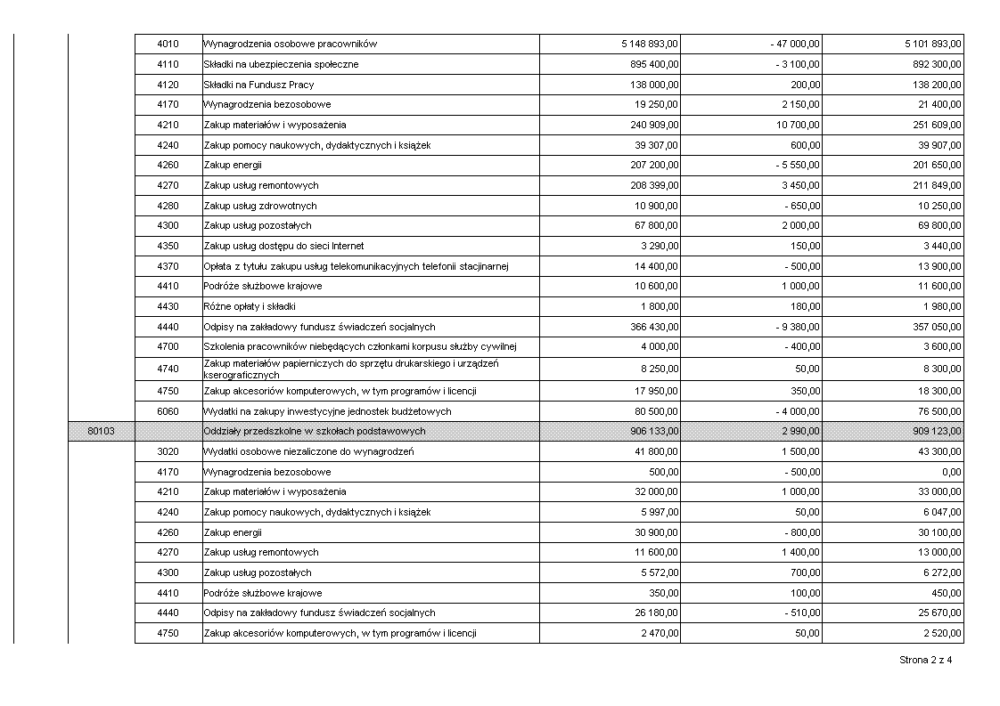 4010 Wynagrodzenia osobowe pracowników 5 148 893,00 - 47 000,00 5 101 893,00
4110 Składki na ubezpieczenia społeczne 895 400,00 - 3 100,00 892 300,00
4120 Składki na Fundusz Pracy 138 000,00 200,00 138 200,00
4170 Wynagrodzenia bezosobowe 19 250,00 2 150,00 21 400,00
4210 Zakup materiałów i wyposażenia 240 909,00 10 700,00 251 609,00
4240 Zakup pomocy naukowych, dydaktycznych i książek 39 307,00 600,00 39 907,00
4260 Zakup energii 207 200,00 - 5 550,00 201 650,00
4270 Zakup usług remontowych 208 399,00 3 450,00 211 849,00
4280 Zakup usług zdrowotnych 10 900,00 - 650,00 10 250,00
4300 Zakup usług pozostałych 67 800,00 2 000,00 69 800,00
4350 Zakup usług dostępu do sieci Internet 3 290,00 150,00 3 440,00
4370 Opłata z tytułu zakupu usług telekomunikacyjnych telefonii stacjinarnej 14 400,00 - 500,00 13 900,00
4410 Podróże służbowe krajowe 10 600,00 1 000,00 11 600,00
4430 Różne opłaty i składki 1 800,00 180,00 1 980,00
4440 Odpisy na zakładowy fundusz świadczeń socjalnych 366 430,00 - 9 380,00 357 050,00
4700 Szkolenia pracowników niebędących członkami korpusu służby cywilnej 4 000,00 - 400,00 3 600,00
4740 Zakup materiałów papierniczych do sprzętu drukarskiego i urządzeń
kserograficznych 8 250,00 50,00 8 300,00
4750 Zakup akcesoriów komputerowych, w tym programów i licencji 17 950,00 350,00 18 300,00
6060 Wydatki na zakupy inwestycyjne jednostek budżetowych 80 500,00 - 4 000,00 76 500,00
80103 Oddziały przedszkolne w szkołach podstawowych 906 133,00 2 990,00 909 123,00
3020 Wydatki osobowe niezaliczone do wynagrodzeń 41 800,00 1 500,00 43 300,00
4170 Wynagrodzenia bezosobowe 500,00 - 500,00 0,00
4210 Zakup materiałów i wyposażenia 32 000,00 1 000,00 33 000,00
4240 Zakup pomocy naukowych, dydaktycznych i książek 5 997,00 50,00 6 047,00
4260 Zakup energii 30 900,00 - 800,00 30 100,00
4270 Zakup usług remontowych 11 600,00 1 400,00 13 000,00
4300 Zakup usług pozostałych 5 572,00 700,00 6 272,00
4410 Podróże służbowe krajowe 350,00 100,00 450,00
4440 Odpisy na zakładowy fundusz świadczeń socjalnych 26 180,00 - 510,00 25 670,00
4750 Zakup akcesoriów komputerowych, w tym programów i licencji 2 470,00 50,00 2 520,00
Strona 2 z 4